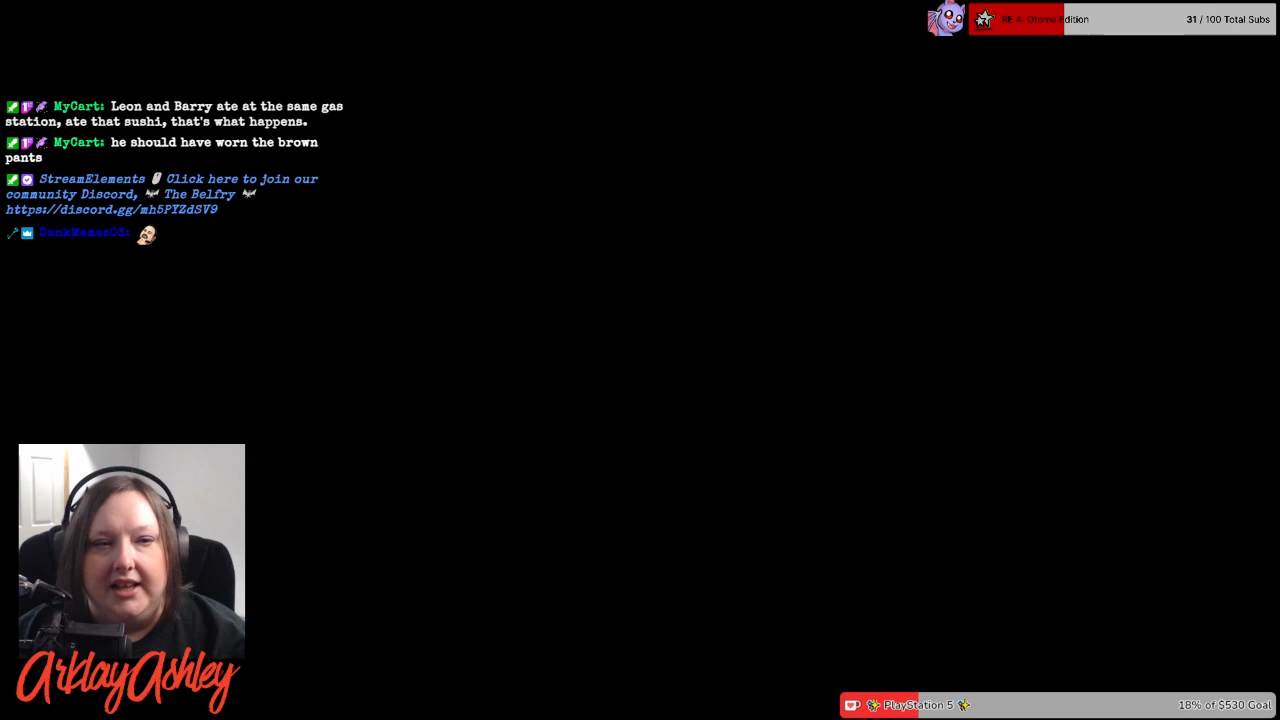 RE 4: Otome Edition 31 / 100 Total Subs
MyCart: Leon and Barry ate at the same gas
station, ate that sushi, that's what happens.
MyCart: he should have worn the brown
pants
StreamElements Click here to join our
community Discord, The Belfry
https://discord.gg/mh5PYZdSV9
DankMemes03:
ArklayAshley
PlayStation 5 18% of $530 Goal